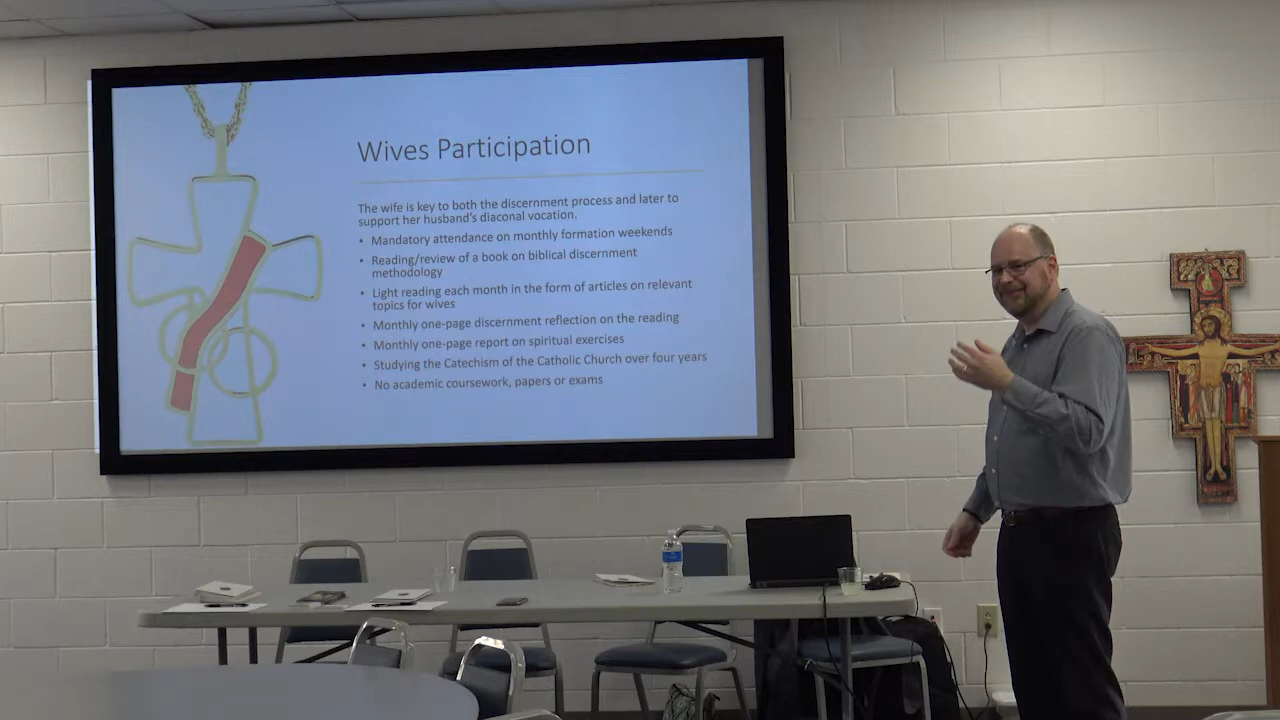 Wives Participation
The wife is key to both the discernment process and later to
support her husband's diaconal vocation.
• Mandatory attendance on monthly formation weekends
• Reading/review of a book on biblical discernment
methodology
• Light reading each month in the form of articles on relevant
topics for wives
• Monthly one-page discernment reflection on the reading
• Monthly one-page report on spiritual exercises
• Studying the Catechism of the Catholic Church over four years
• No academic coursework, papers or exams